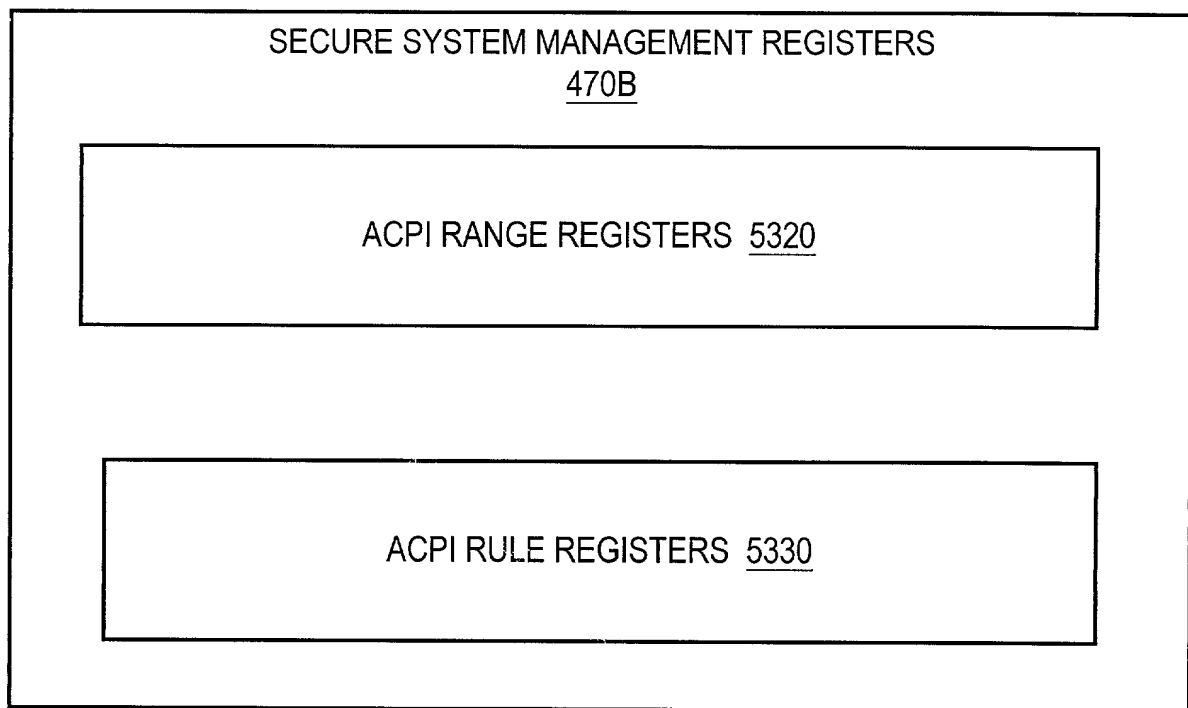 SECURE SYSTEM MANAGEMENT REGISTERS
470B
ACPI RANGE REGISTERS 5320
ACPI RULE REGISTERS 5330